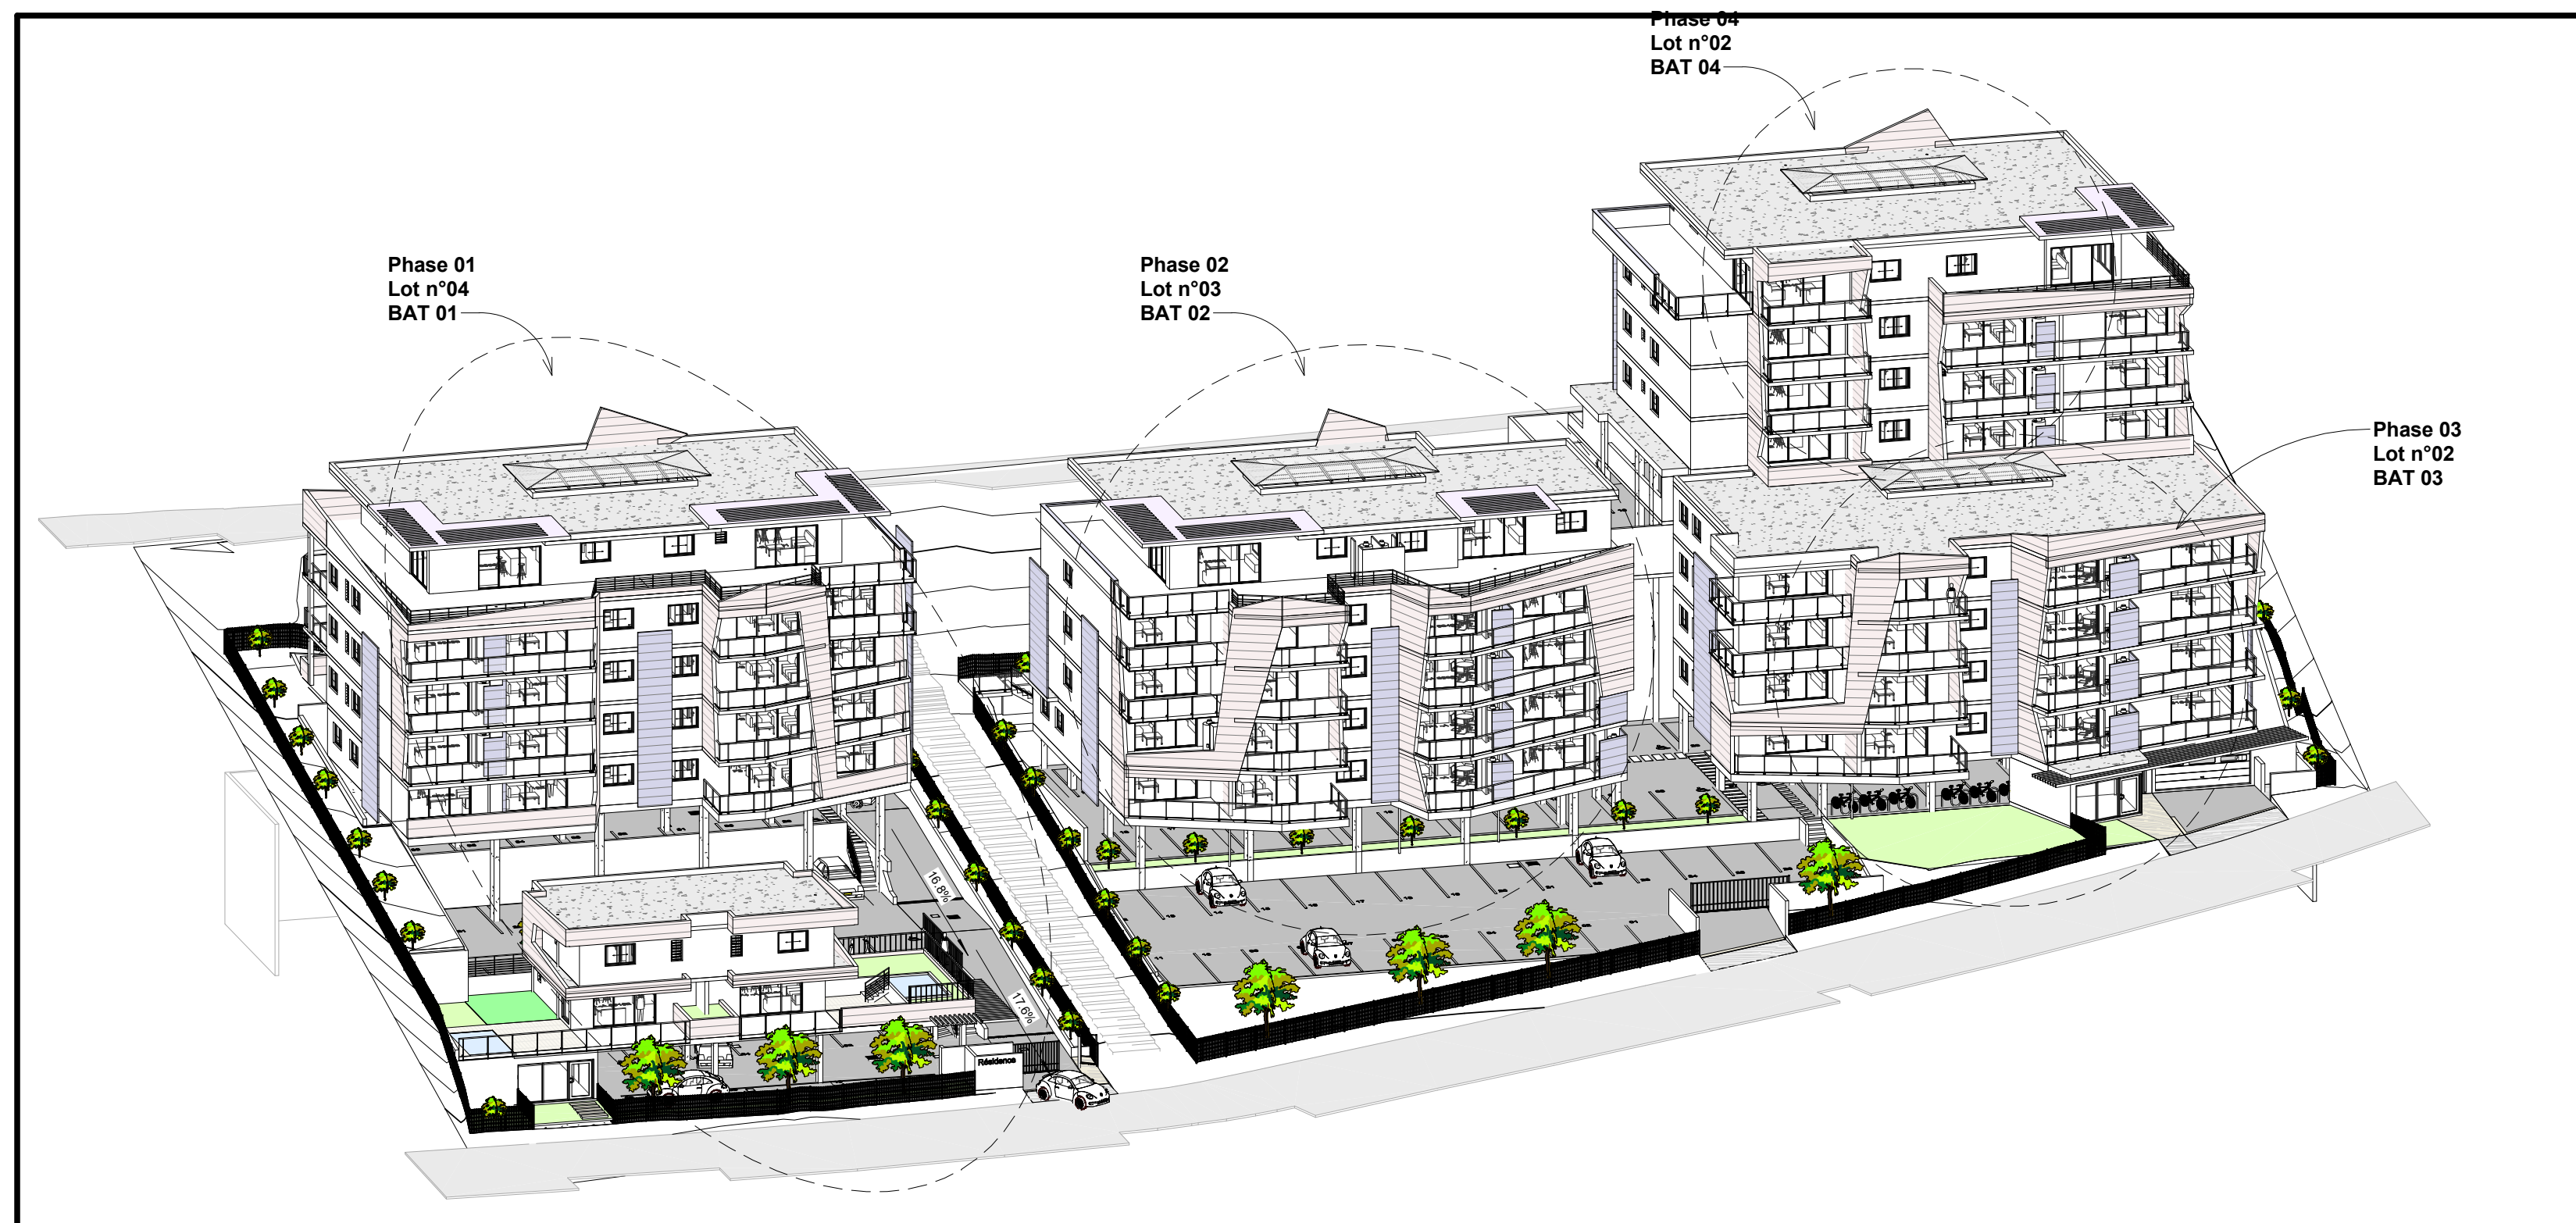 Phase 04
Lot n°02
BAT 04
Phase 01
Lot n°04
BAT 01
Phase 02
Lot n°03
BAT 02
Phase 03
Lot n°02
BAT 03
16.8%
17.6%
Résidence